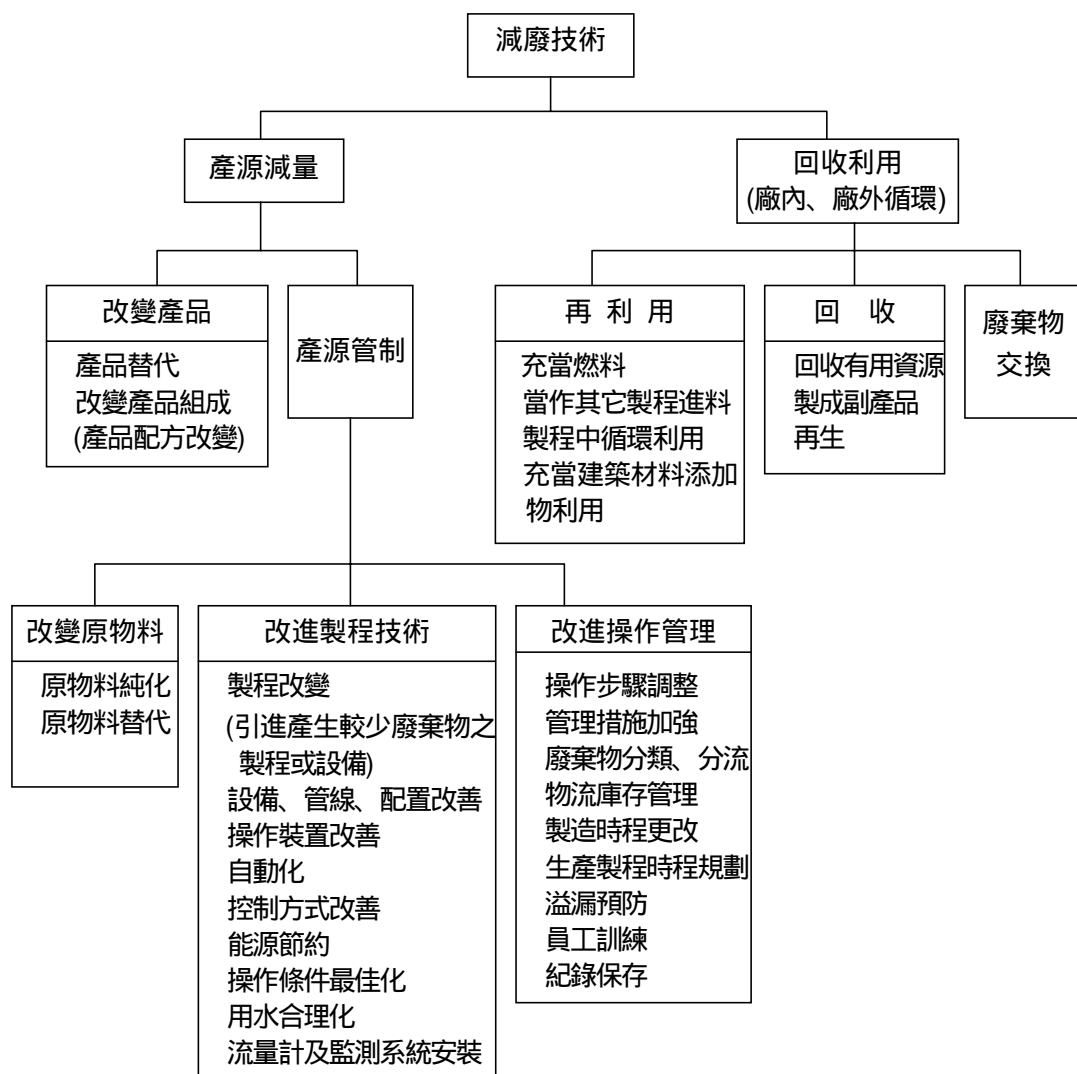 減廢技術
產源減量
回收利用
(廠內、廠外循環)
改變產品
產品替代
改變產品組成
(產品配方改變)
產源管制
再 利 用
充當燃料
當作其它製程進料
製程中循環利用
充當建築材料添加
物利用
回 收
回收有用資源
製成副產品
再生
廢棄物
交換
改變原物料
原物料純化
原物料替代
改進製程技術
製程改變
(引進產生較少廢棄物之
製程或設備)
設備、管線、配置改善
操作裝置改善
自動化
控制方式改善
能源節約
操作條件最佳化
用水合理化
流量計及監測系統安裝
改進操作管理
操作步驟調整
管理措施加強
廢棄物分類、分流
物流庫存管理
製造時程更改
生產製程時程規劃
溢漏預防
員工訓練
紀錄保存